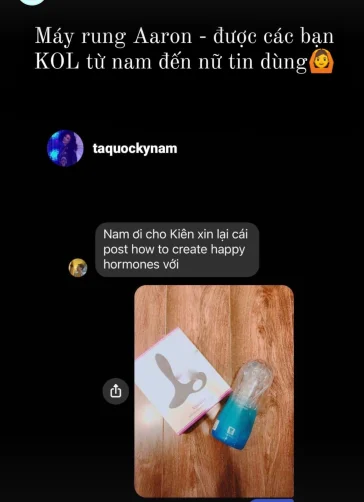 Máy rung Aaron - được các bạn
KOL từ nam đến nữ tin dùng🙆
taquockynam
Nam ơi cho Kiên xin lại cái
post how to create happy
hormones với